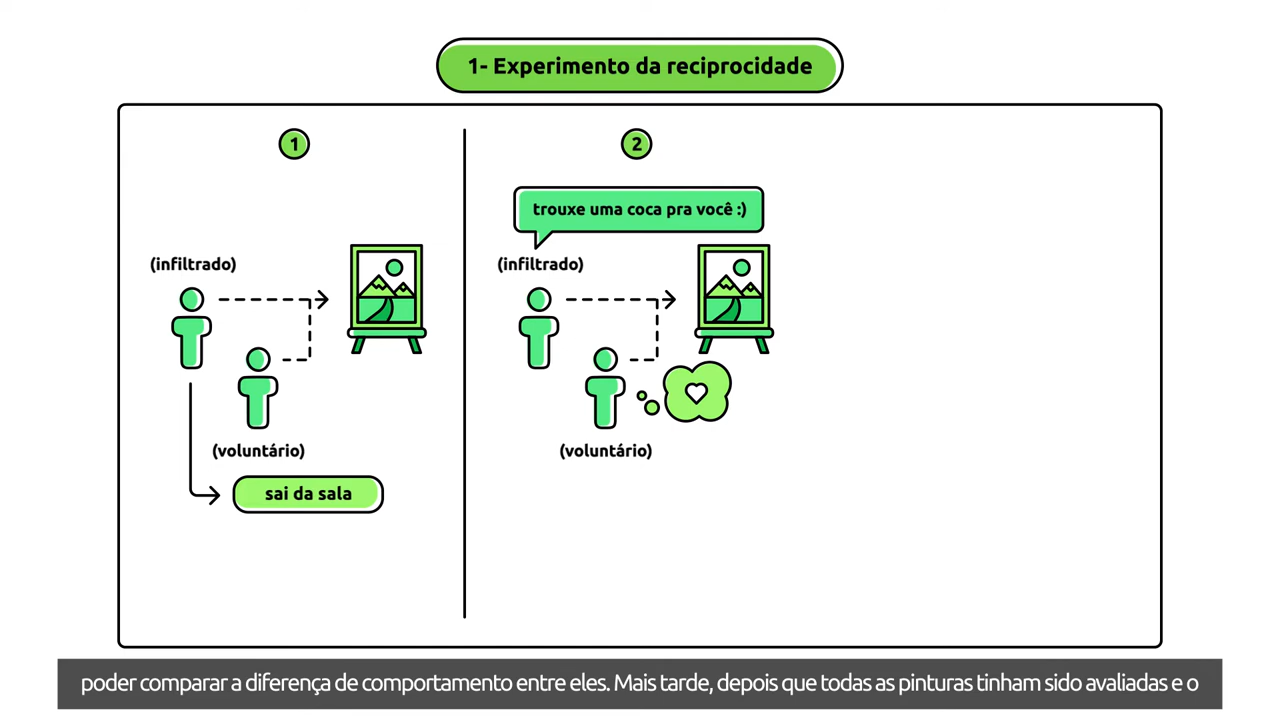 1- Experimento da reciprocidade
1
(infiltrado)
(voluntário)
sai da sala
2
trouxe uma coca pra você :)
(infiltrado)
(voluntário)
poder comparar a diferença de comportamento entre eles. Mais tarde, depois que todas as pinturas tinham sido avaliadas e o